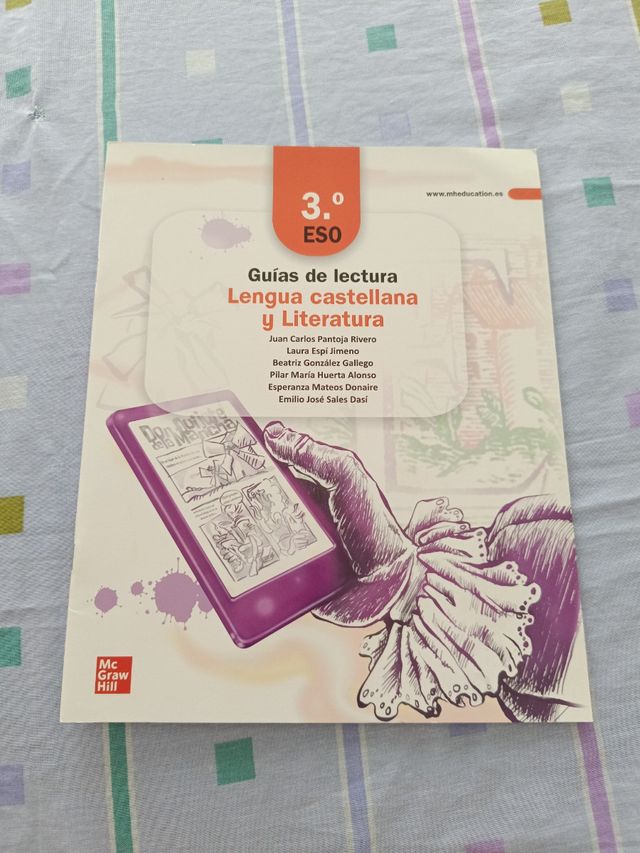 www.mheducation.es
3.º
ESO
Guías de lectura
Lengua castellana
y Literatura
Juan Carlos Pantoja Rivero
Laura Espí Jimeno
Beatriz González Gallego
Pilar María Huerta Alonso
Esperanza Mateos Donaire
Emilio José Sales Dasí
Don Quijote
de la Mancha
Mc
Graw
Hill